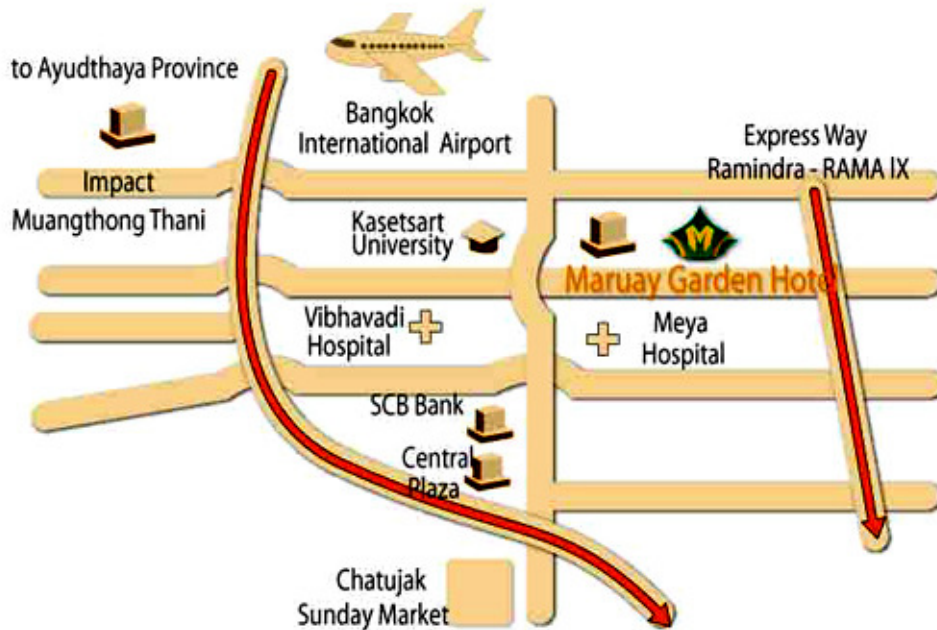 to Ayudthaya Province
Bangkok
International Airport
Express Way
Ramindra - RAMA IX
Impact
Muangthong Thani
Kasetsart
University
M
Maruay Garden Hotel
Vibhavadi
Hospital
Meya
Hospital
SCB Bank
Central
Plaza
Chatujak
Sunday Market